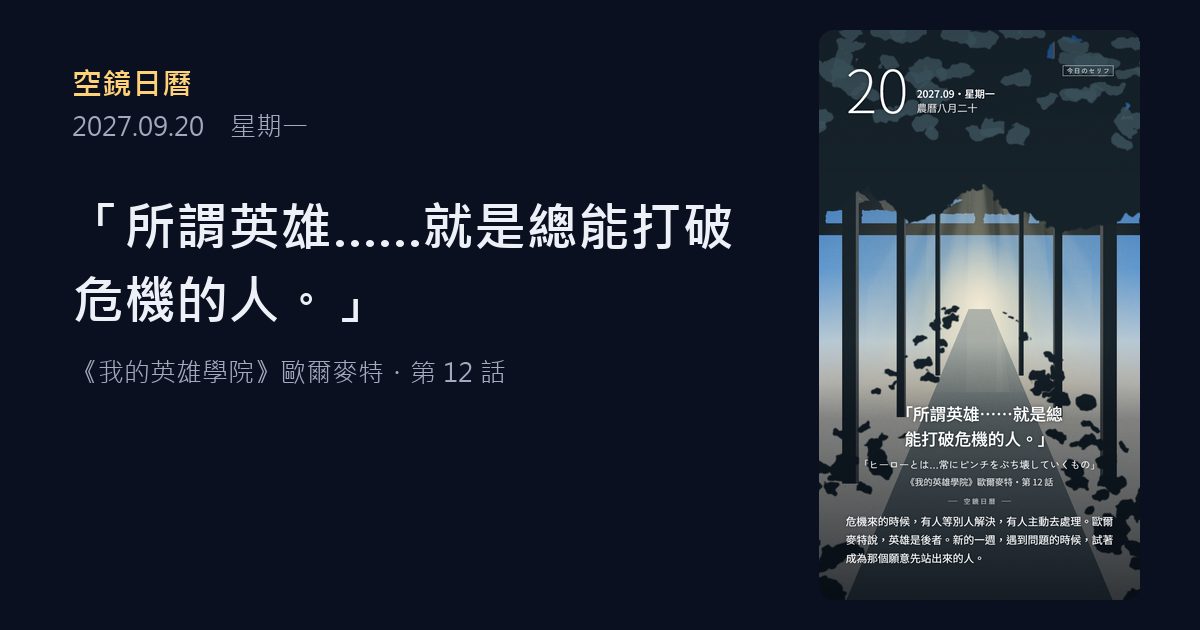 空鏡日曆
2027.09.20 星期一
「所謂英雄……就是總能打破
危機的人。」
《我的英雄學院》歐爾麥特・第 12 話
今日のセリフ
20
2027.09・星期一
農曆八月二十
「所謂英雄……就是總
能打破危機的人。」
「ヒーローとは…常にピンチをぶち壊していくもの」
《我的英雄學院》歐爾麥特・第 12 話
— 空鏡日曆 —
危機來的時候，有人等別人解決，有人主動去處理。歐爾
麥特說，英雄是後者。新的一週，遇到問題的時候，試著
成為那個願意先站出來的人。